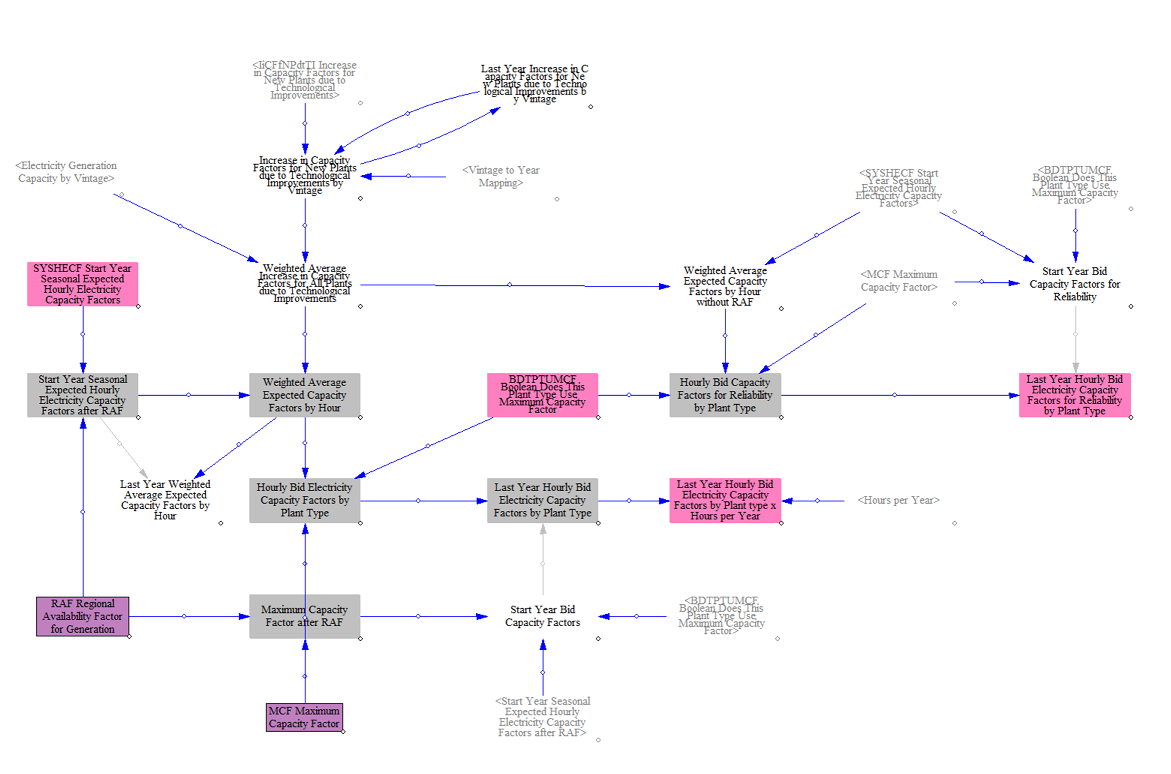 <IiCFfNPdtTI Increase
in Capacity Factors for
New Plants due to
Technological
Improvements>
Last Year Increase in C
apacity Factors for Ne
w Plants due to Techno
logical Improvements b
y Vintage
<Electricity Generation
Capacity by Vintage>
Increase in Capacity
Factors for New Plants
due to Technological
Improvements by
Vintage
<Vintage to Year
Mapping>
<SYSHECF Start
Year Seasonal
Expected Hourly
Electricity Capacity
Factors>
<BDTPTUMCF
Boolean Does This
Plant Type Use
Maximum Capacity
Factor>
SYSHECF Start Year
Seasonal Expected
Hourly Electricity
Capacity Factors
Weighted Average
Increase in Capacity
Factors for All Plants
due to Technological
Improvements
Weighted Average
Expected Capacity
Factors by Hour
without RAF
<MCF Maximum
Capacity Factor>
Start Year Bid
Capacity Factors for
Reliability
Start Year Seasonal
Expected Hourly
Electricity Capacity
Factors after RAF
Weighted Average
Expected Capacity
Factors by Hour
BDTPTUMCF
Boolean Does This
Plant Type Use
Maximum Capacity
Factor
Hourly Bid Capacity
Factors for Reliability
by Plant Type
Last Year Hourly Bid
Electricity Capacity
Factors for Reliability
by Plant Type
Last Year Weighted
Average Expected
Capacity Factors by
Hour
Hourly Bid Electricity
Capacity Factors by
Plant Type
Last Year Hourly Bid
Electricity Capacity
Factors by Plant Type
Last Year Hourly Bid
Electricity Capacity
Factors by Plant type x
Hours per Year
<Hours per Year>
RAF Regional
Availability Factor
for Generation
Maximum Capacity
Factor after RAF
Start Year Bid
Capacity Factors
<BDTPTUMCF
Boolean Does This
Plant Type Use
Maximum Capacity
Factor>
MCF Maximum
Capacity Factor
<Start Year Seasonal
Expected Hourly
Electricity Capacity
Factors after RAF>